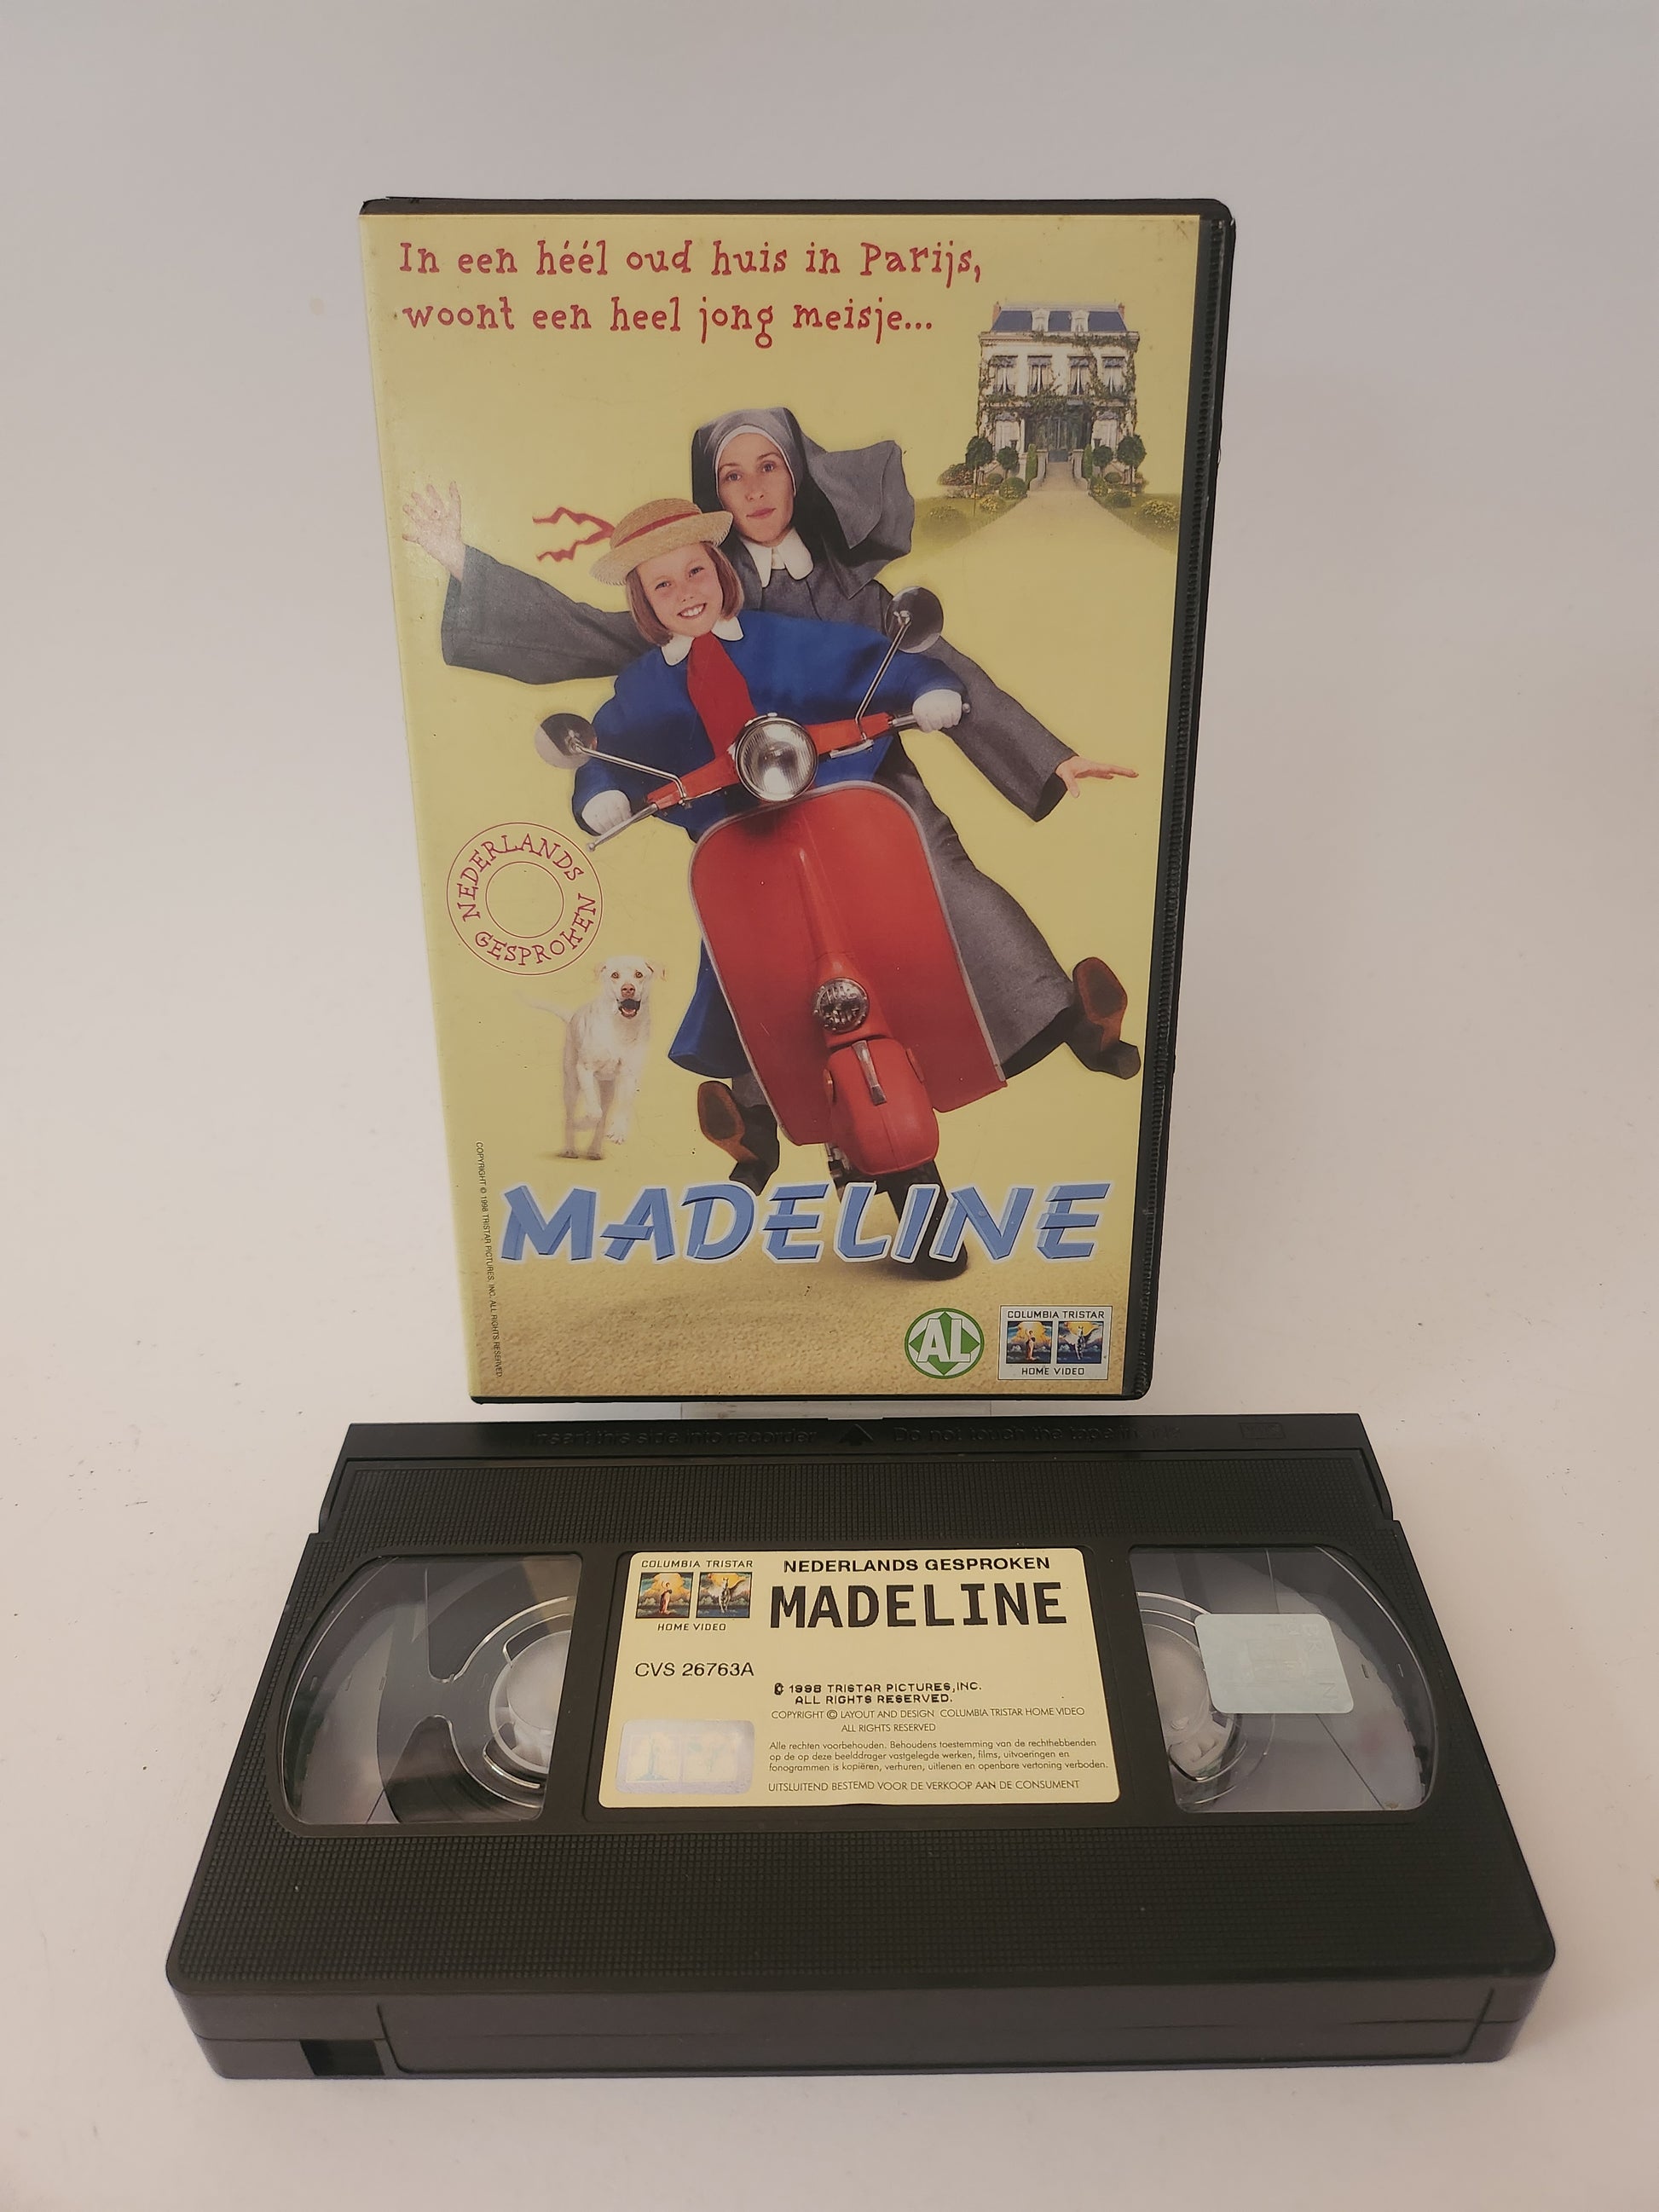 In een héél oud huis in Parijs,
woont een heel jong meisje...
NEDERLANDS
GESPROKEN
COPYRIGHT © 1998 TRISTAR PICTURES, INC. ALL RIGHTS RESERVED.
MADELINE
AL
COLUMBIA TRISTAR
HOME VIDEO
Insert this side into recorder
Do not touch the tape in
COLUMBIA TRISTAR
HOME VIDEO
NEDERLANDS GESPROKEN
MADELINE
CVS 26763A
© 1998 TRISTAR PICTURES,INC.
ALL RIGHTS RESERVED.
COPYRIGHT © LAYOUT AND DESIGN COLUMBIA TRISTAR HOME VIDEO
ALL RIGHTS RESERVED
Alle rechten voorbehouden. Behoudens toestemming van de rechthebbenden
op de op deze beelddrager vastgelegde werken, films, uitvoeringen en
fonogrammen is kopiëren, verhuren, uitlenen en openbare vertoning verboden.
UITSLUITEND BESTEMD VOOR DE VERKOOP AAN DE CONSUMENT